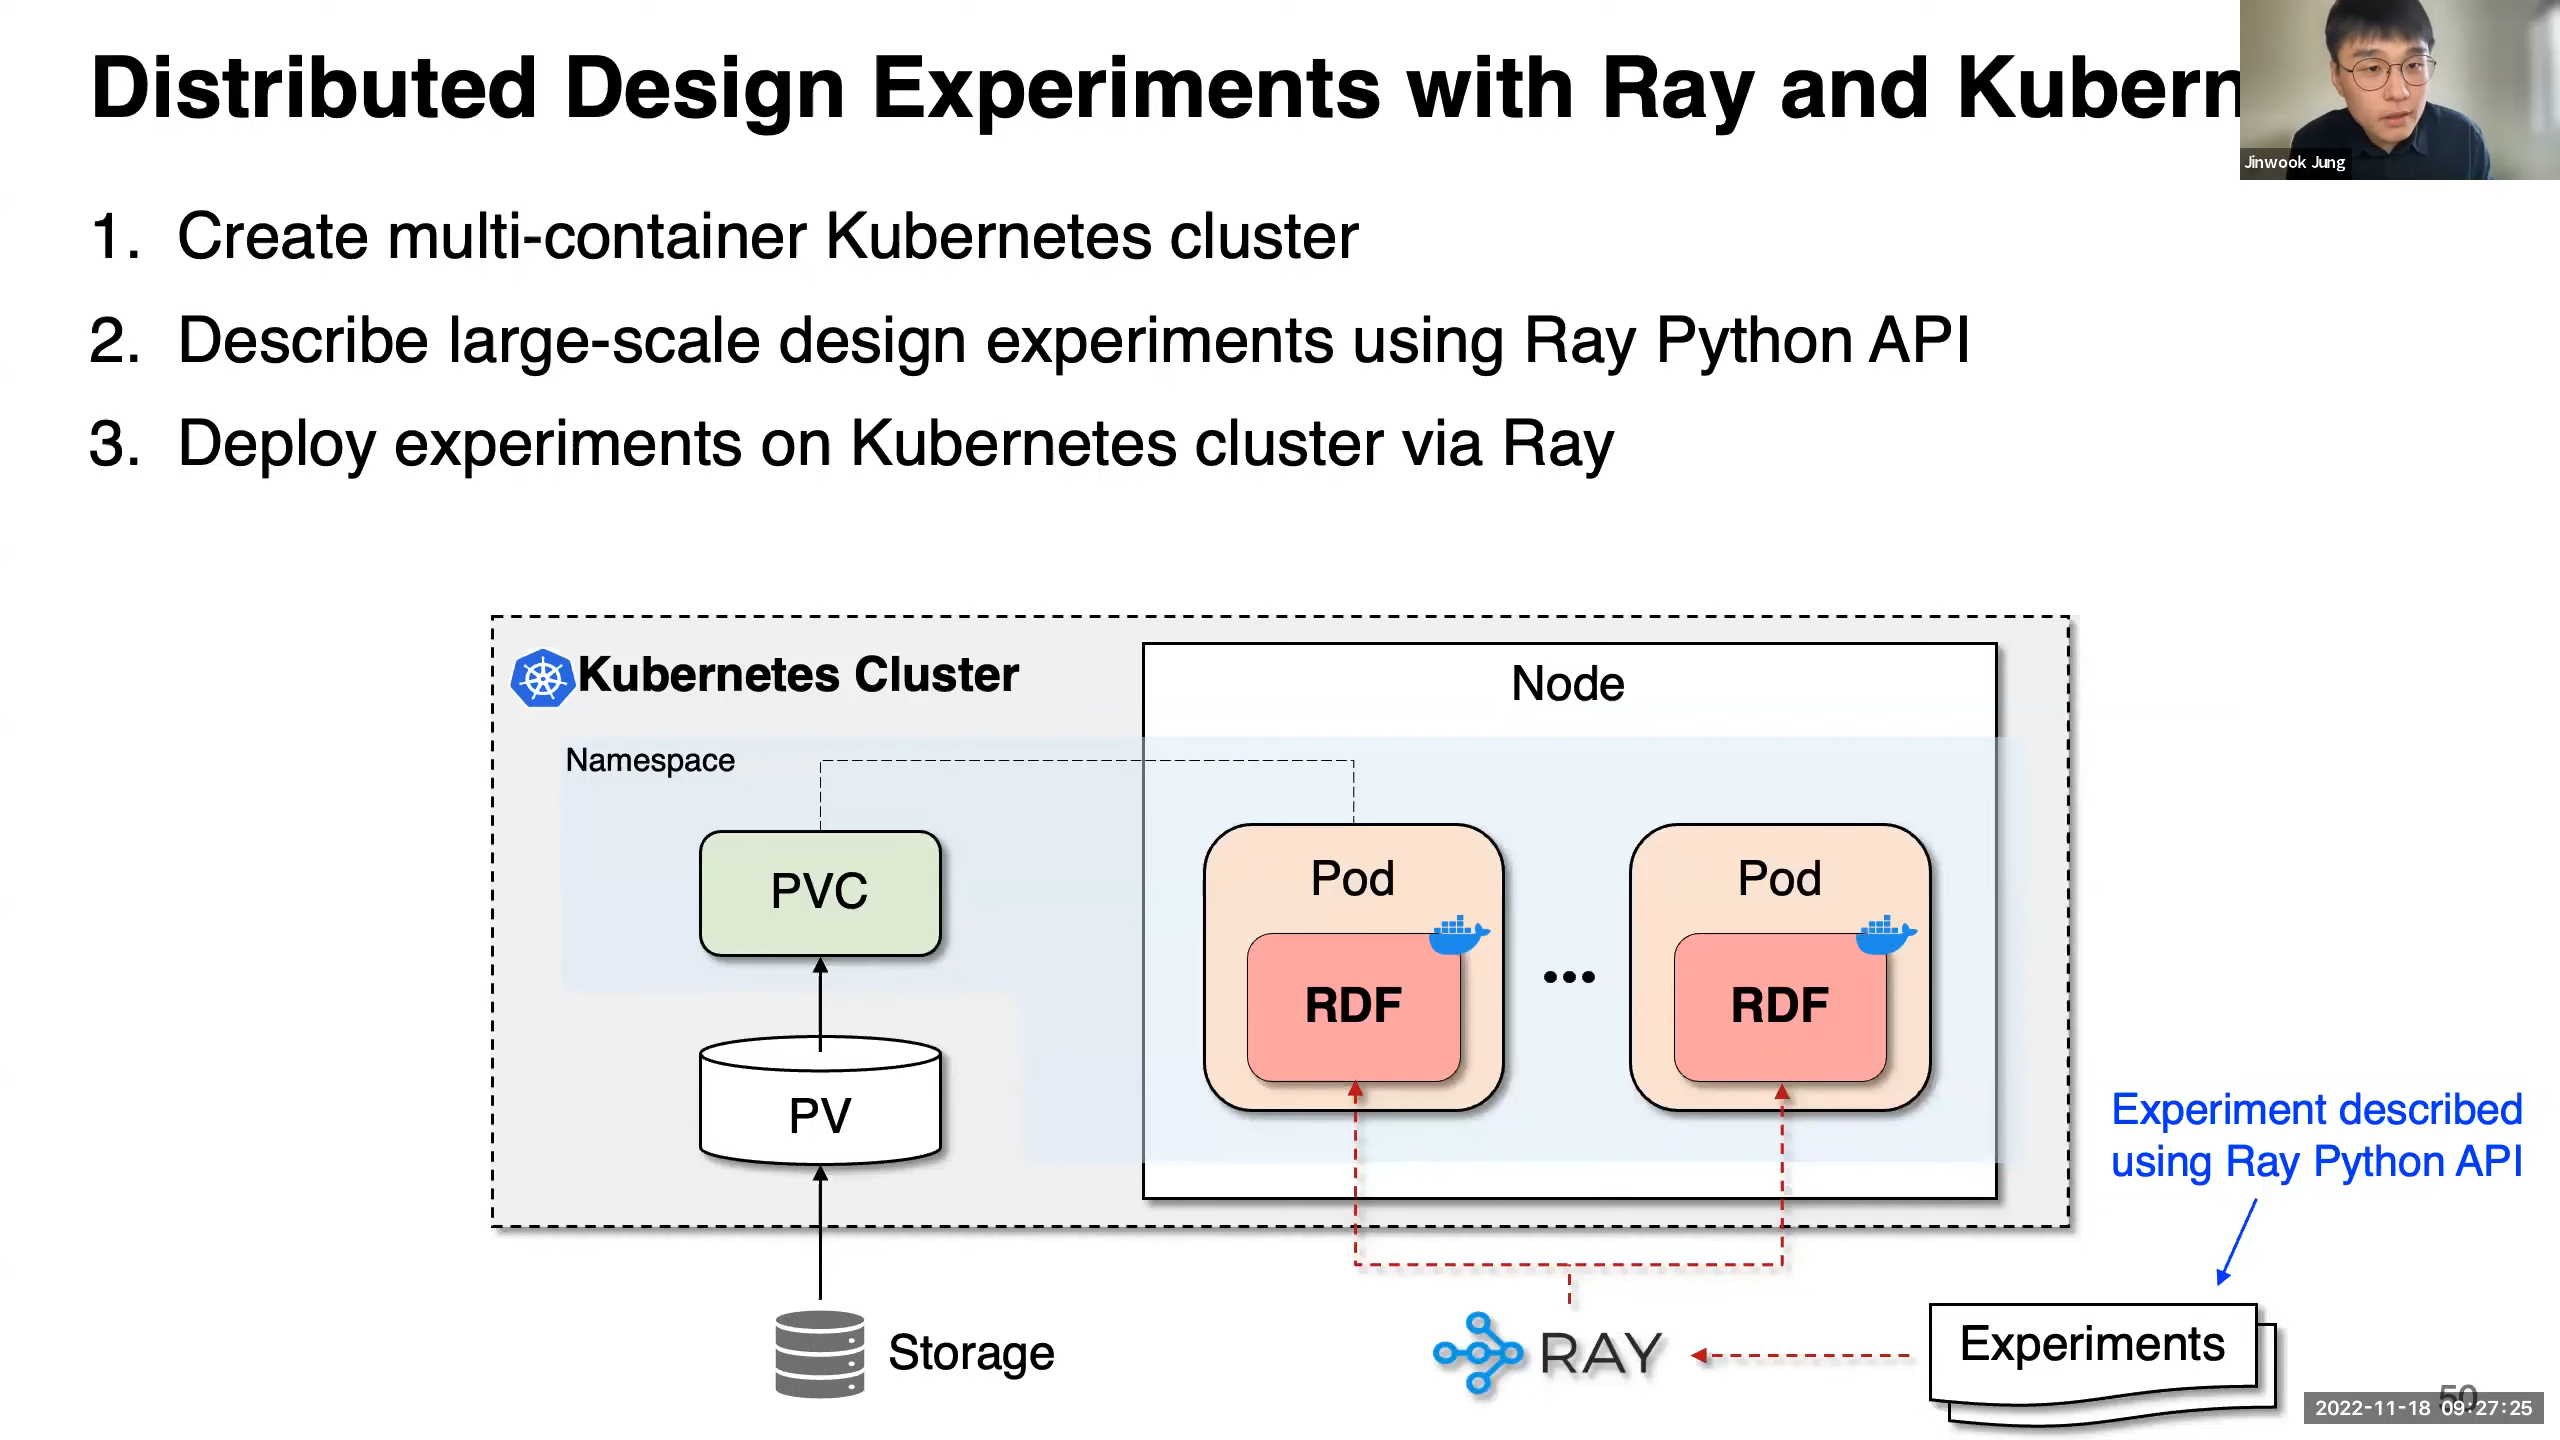 Distributed Design Experiments with Ray and Kubern
Jinwook Jung
1. Create multi-container Kubernetes cluster
2. Describe large-scale design experiments using Ray Python API
3. Deploy experiments on Kubernetes cluster via Ray
Kubernetes Cluster
Node
Namespace
PVC
Pod
Pod
RDF
...
RDF
PV
Experiment described
using Ray Python API
Storage
RAY
Experiments
50
2022-11-18 09:27:25